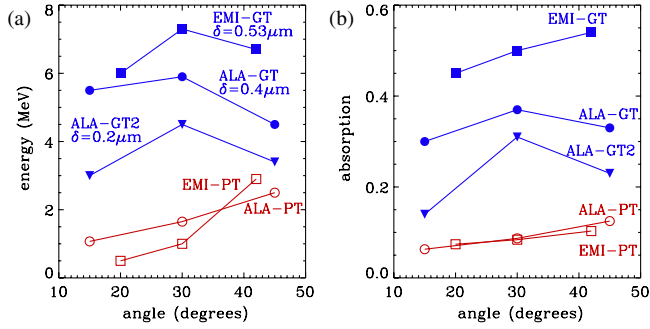 (a)
energy (MeV)
8
6
4
2
0
EMI-GT
δ=0.53μm
ALA-GT
δ=0.4μm
ALA-GT2
δ=0.2μm
EMI-PT
ALA-PT
10 20 30 40 50
angle (degrees)
(b)
absorption
0.6
0.4
0.2
0.0
EMI-GT
ALA-GT
ALA-GT2
ALA-PT
EMI-PT
10 20 30 40 50
angle (degrees)